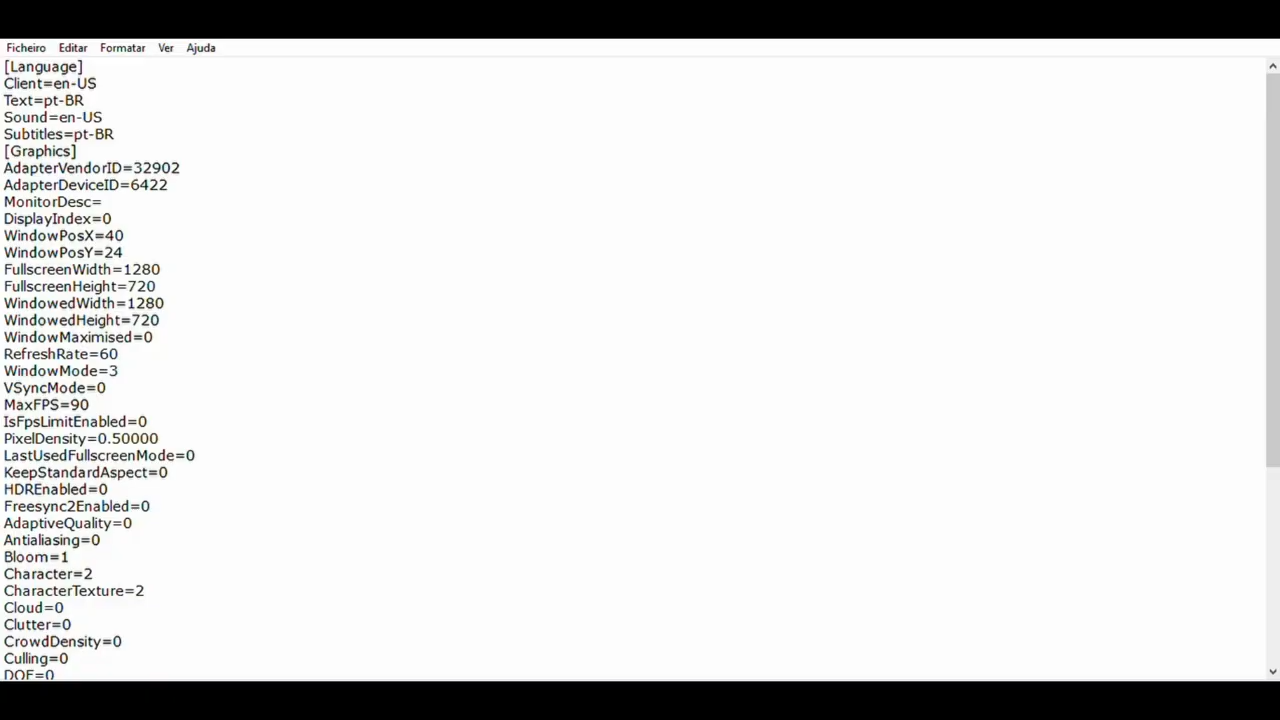 Ficheiro Editar Formatar Ver Ajuda
[Language]
Client=en-US
Text=pt-BR
Sound=en-US
Subtitles=pt-BR
[Graphics]
AdapterVendorID=32902
AdapterDeviceID=6422
MonitorDesc=
DisplayIndex=0
WindowPosX=40
WindowPosY=24
FullscreenWidth=1280
FullscreenHeight=720
WindowedWidth=1280
WindowedHeight=720
WindowMaximised=0
RefreshRate=60
WindowMode=3
VSyncMode=0
MaxFPS=90
IsFpsLimitEnabled=0
PixelDensity=0.50000
LastUsedFullscreenMode=0
KeepStandardAspect=0
HDREnabled=0
Freesync2Enabled=0
AdaptiveQuality=0
Antialiasing=0
Bloom=1
Character=2
CharacterTexture=2
Cloud=0
Clutter=0
CrowdDensity=0
Culling=0
DOF=0